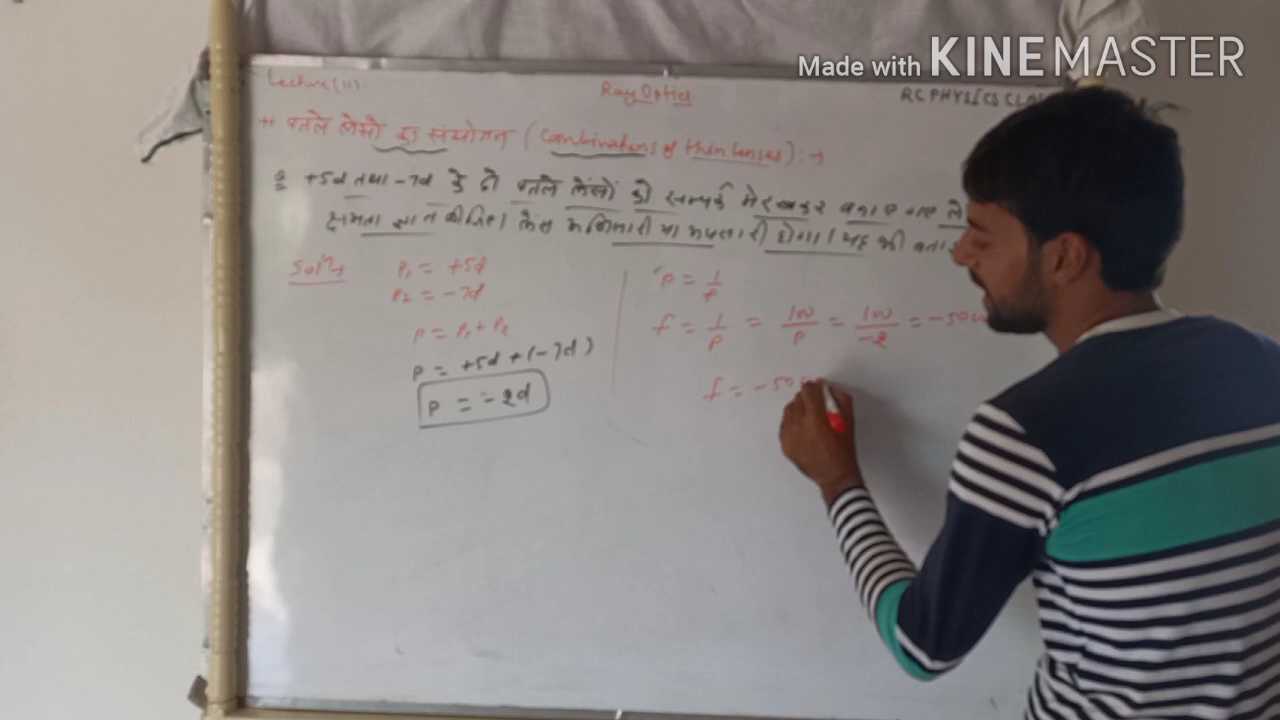 Made with KINEMASTER
Lecture (11).
Ray Optics
RC PHYSICS CLA
** पतले लेंसों का संयोजन (Combinations of thin lenses) :→
Q +5d तथा -7d के दो पतले लेंसों को सम्पर्क मे रखकर बनाए गए ले
क्षमता ज्ञात कीजिए। लेंस अभिसारी या अपसारी होगा। यह भी बताइ
Solⁿ→
P₁ = +5d
P₂ = -7d
P = P₁ + P₂
P = +5d + (-7d)
P = -2d
P = 1/f
f = 1/P = 100/P = 100/-2 = -50c
f = -50